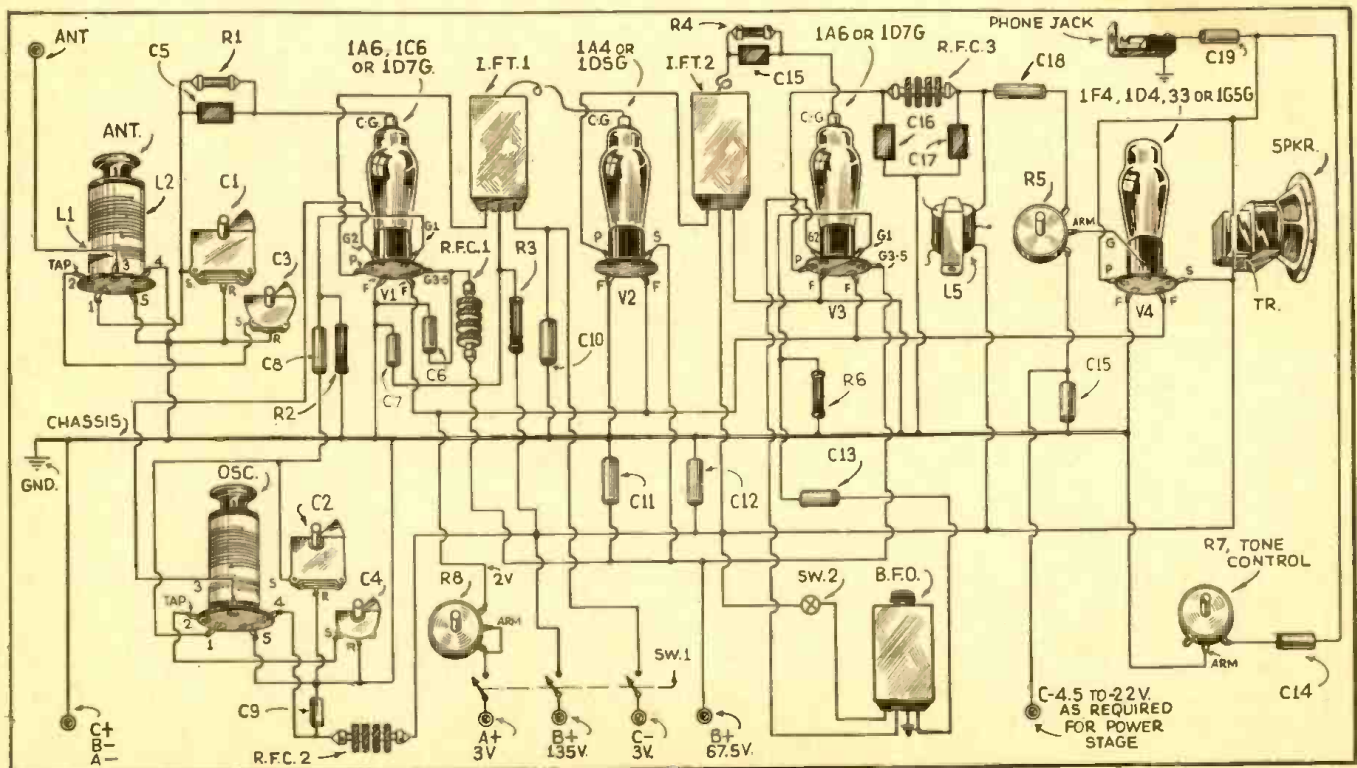 ANT
C5
R1
1A6, 1C6
OR 1D7G.
I.F.T.1
1A4 OR
1D5G
R4
I.F.T.2
C15
1A6 OR 1D7G
R.F.C.3
PHONE JACK
C18
C19
1F4, 1D4, 33 OR 1G5G
ANT.
L2
C1
C·G
C·G
C·G
C16
C17
R5
ARM
SPKR.
L1
TAP
2
3
4
1
5
S
R
C3
S
R
G2
P
G1
G3·5
F
F
V1
R.F.C.1
R3
P
S
F
F
V2
G2
P
G1
G3·5
F
F
V3
L5
G
P
S
F
F
V4
TR.
C8
R2
C7
C6
C10
R6
C15
CHASSIS
GND.
OSC.
C2
C11
C12
C13
3
S
R
C4
TAP
2
1
4
5
S
R
R8
2V
ARM
SW.2
B.F.O.
R7, TONE
CONTROL
ARM
C14
SW.1
C9
R.F.C.2
C+
B-
A-
A+
3V
B+
135V.
C-
3V.
B+
67.5V.
C-4.5 TO-22V.
AS REQUIRED
FOR POWER
STAGE